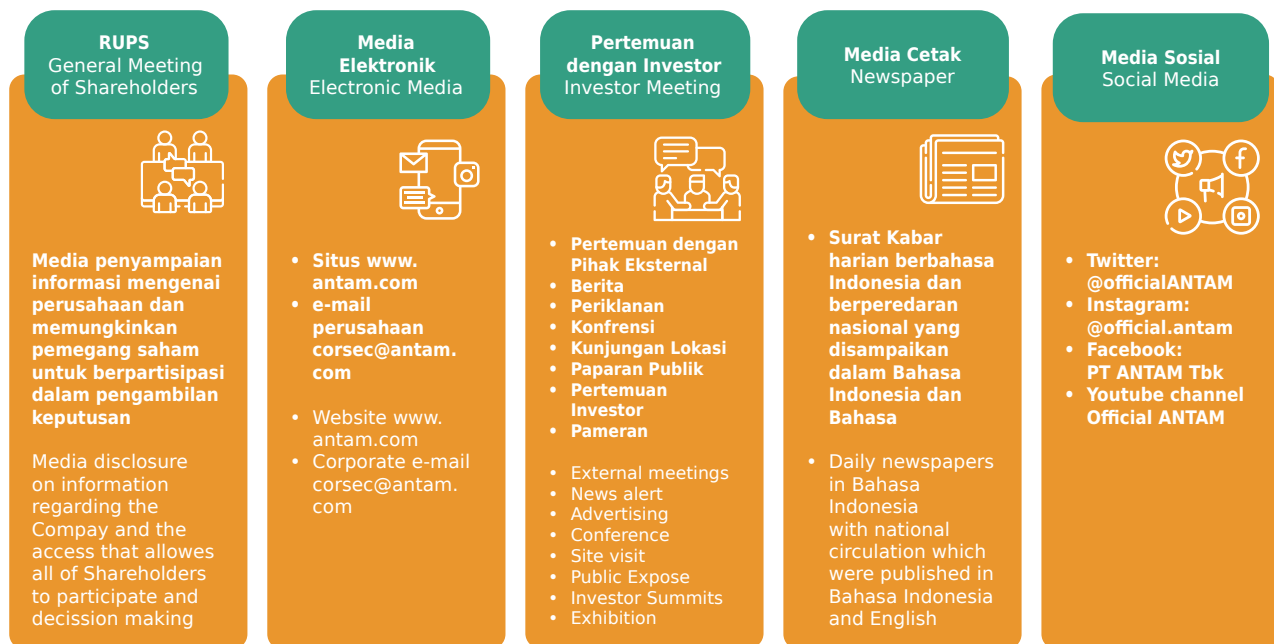 RUPS
General Meeting
of Shareholders
Media penyampaian
informasi mengenai
perusahaan dan
memungkinkan
pemegang saham
untuk berpartisipasi
dalam pengambilan
keputusan
Media disclosure
on information
regarding the
Compay and the
access that allowes
all of Shareholders
to participate and
decission making
Media
Elektronik
Electronic Media
• Situs www.
antam.com
• e-mail
perusahaan
corsec@antam.
com
• Website www.
antam.com
• Corporate e-mail
corsec@antam.
com
Pertemuan
dengan Investor
Investor Meeting
• Pertemuan dengan
Pihak Eksternal
• Berita
• Periklanan
• Konfrensi
• Kunjungan Lokasi
• Paparan Publik
• Pertemuan
Investor
• Pameran
• External meetings
• News alert
• Advertising
• Conference
• Site visit
• Public Expose
• Investor Summits
• Exhibition
Media Cetak
Newspaper
• Surat Kabar
harian berbahasa
Indonesia dan
berperedaran
nasional yang
disampaikan
dalam Bahasa
Indonesia dan
Bahasa
• Daily newspapers
in Bahasa
Indonesia
with national
circulation which
were published in
Bahasa Indonesia
and English
Media Sosial
Social Media
• Twitter:
@officialANTAM
• Instagram:
@official.antam
• Facebook:
PT ANTAM Tbk
• Youtube channel
Official ANTAM